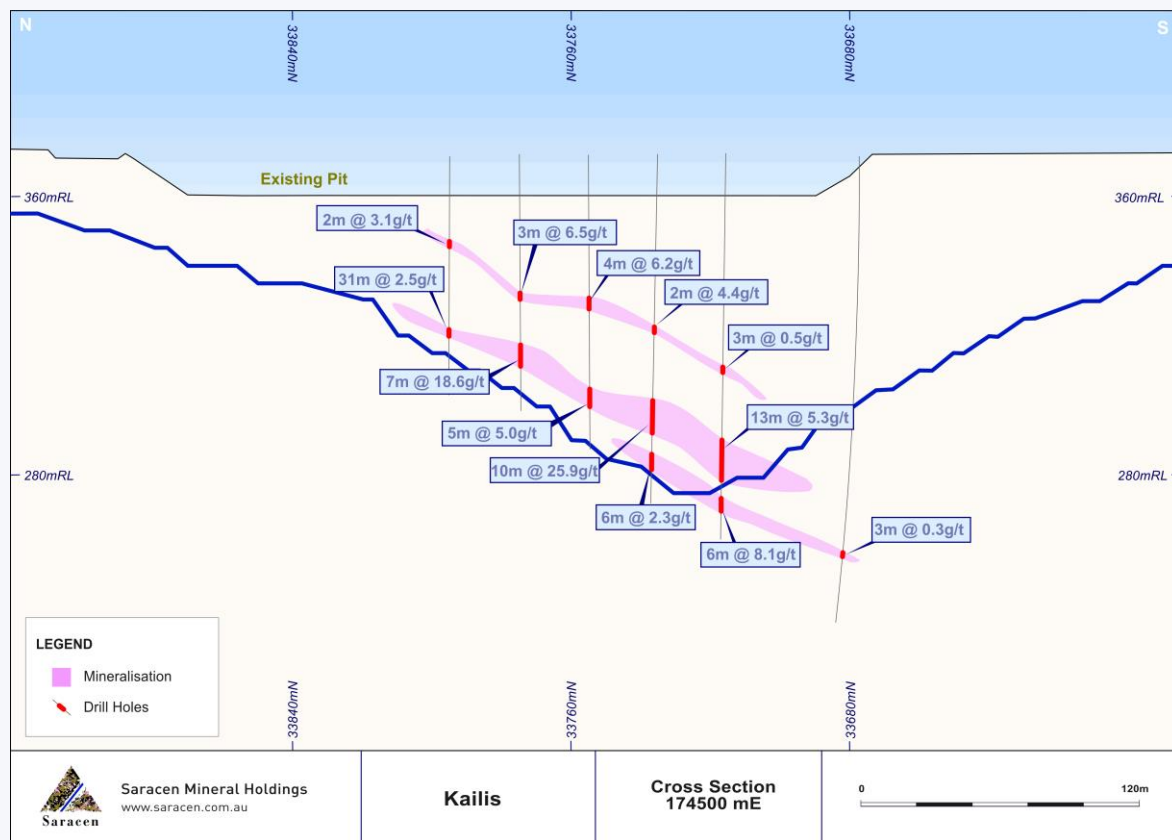 N
S
33840mN
33760mN
33680mN
Existing Pit
360mRL
360mRL
2m @ 3.1g/t
3m @ 6.5g/t
4m @ 6.2g/t
31m @ 2.5g/t
2m @ 4.4g/t
3m @ 0.5g/t
7m @ 18.6g/t
13m @ 5.3g/t
5m @ 5.0g/t
10m @ 25.9g/t
280mRL
280mRL
6m @ 2.3g/t
3m @ 0.3g/t
6m @ 8.1g/t
LEGEND
Mineralisation
Drill Holes
33840mN
33760mN
33680mN
Saracen
Saracen Mineral Holdings
www.saracen.com.au
Kailis
Cross Section
174500 mE
0
120m